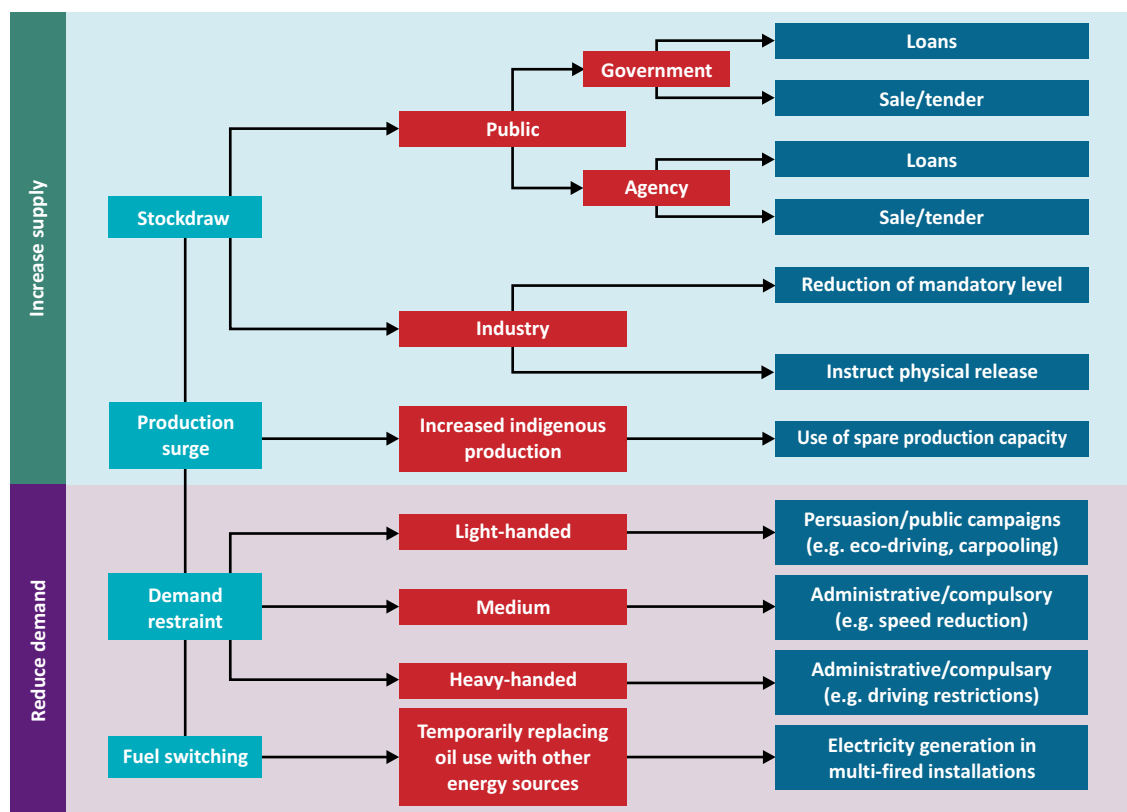 Increase supply
Stockdraw
Public
Government
Loans
Sale/tender
Agency
Loans
Sale/tender
Industry
Reduction of mandatory level
Instruct physical release
Production
surge
Increased indigenous
production
Use of spare production capacity
Reduce demand
Demand
restraint
Light-handed
Persuasion/public campaigns
(e.g. eco-driving, carpooling)
Medium
Administrative/compulsory
(e.g. speed reduction)
Heavy-handed
Administrative/compulsary
(e.g. driving restrictions)
Fuel switching
Temporarily replacing
oil use with other
energy sources
Electricity generation in
multi-fired installations